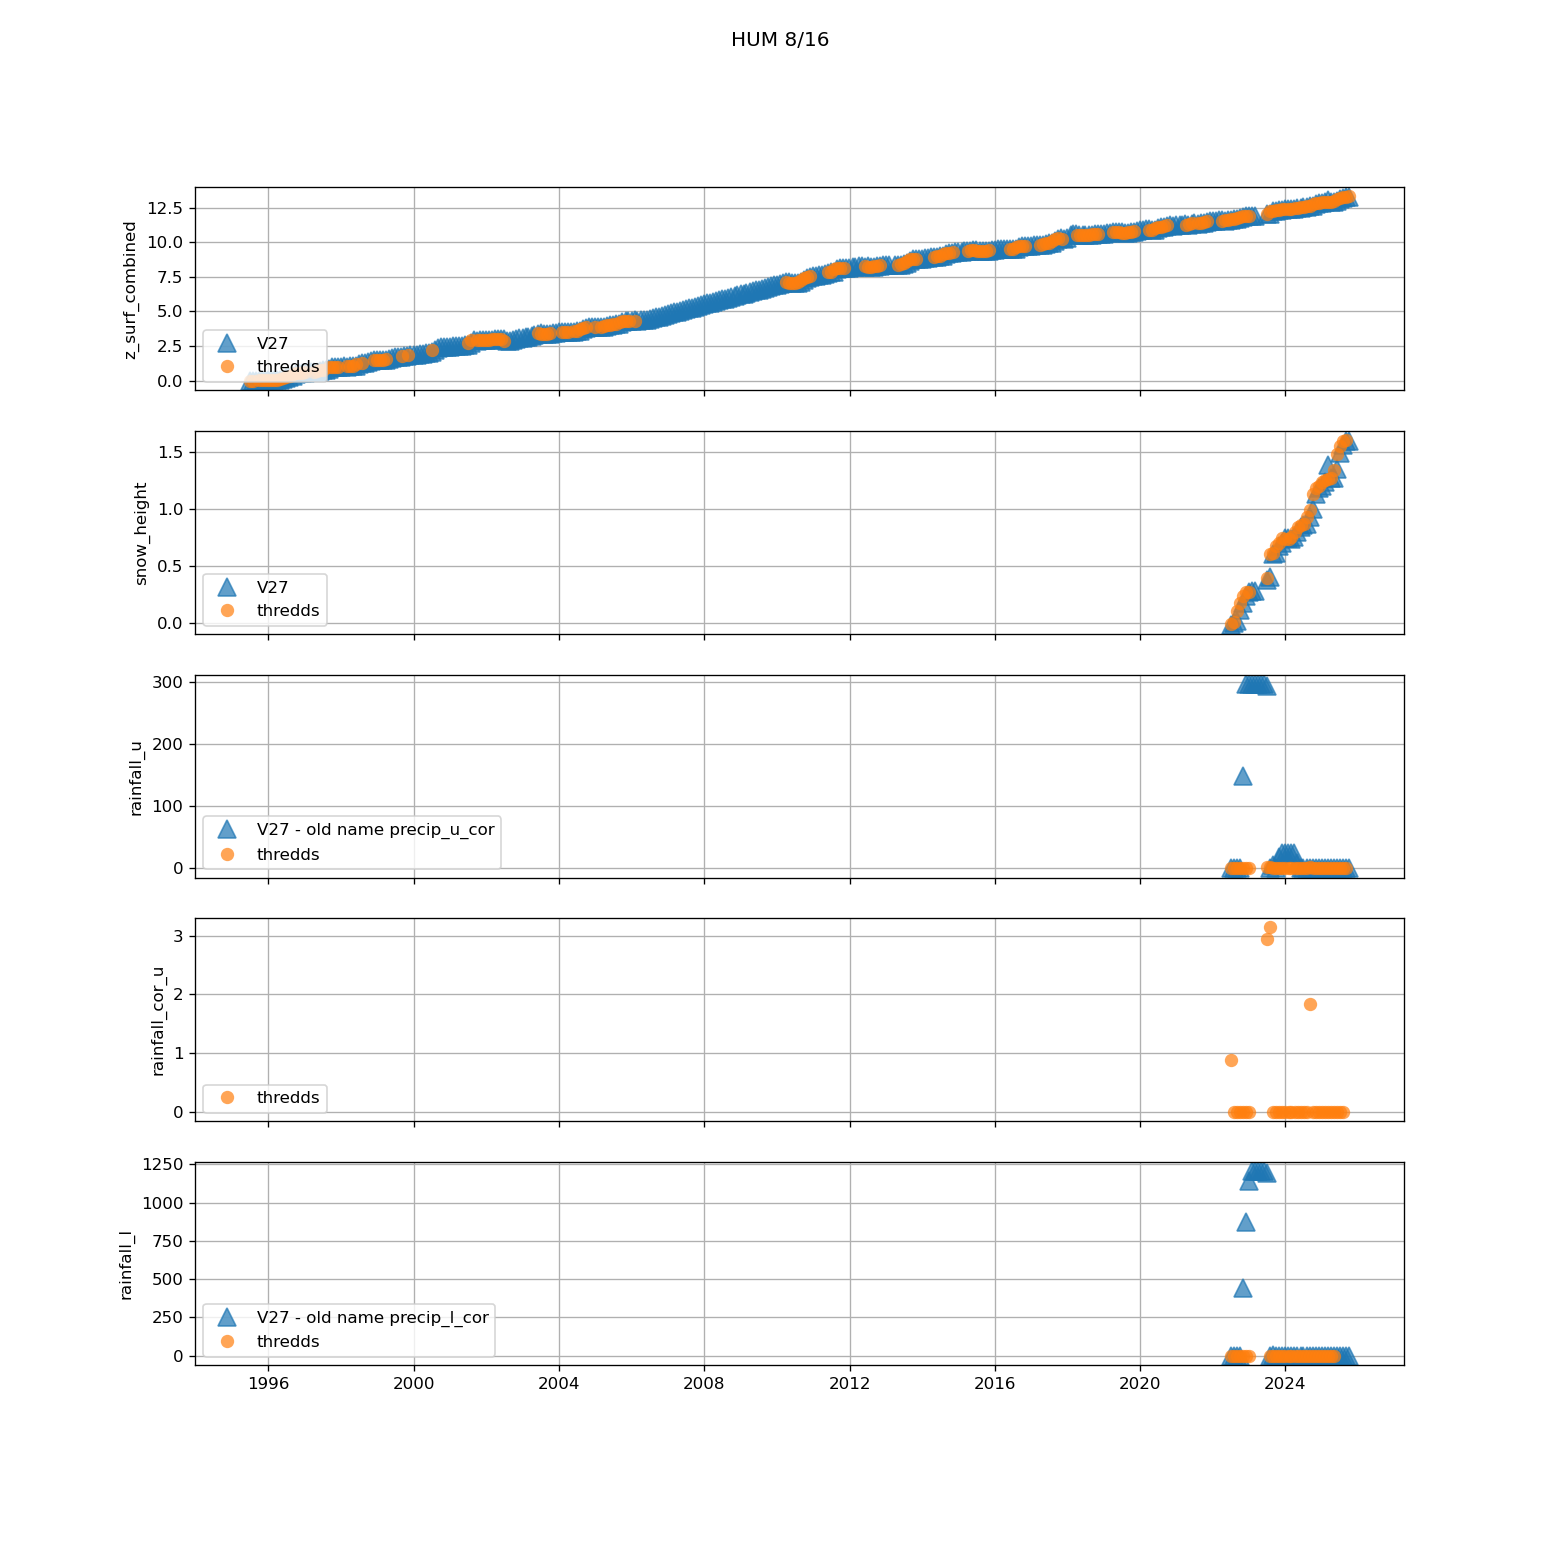 HUM 8/16
12.5
10.0
7.5
5.0
2.5
0.0
z_surf_combined
V27
thredds
1.5
1.0
0.5
0.0
snow_height
V27
thredds
300
200
100
0
rainfall_u
V27 - old name precip_u_cor
thredds
3
2
1
0
rainfall_cor_u
thredds
1250
1000
750
500
250
0
rainfall_l
V27 - old name precip_l_cor
thredds
1996 2000 2004 2008 2012 2016 2020 2024